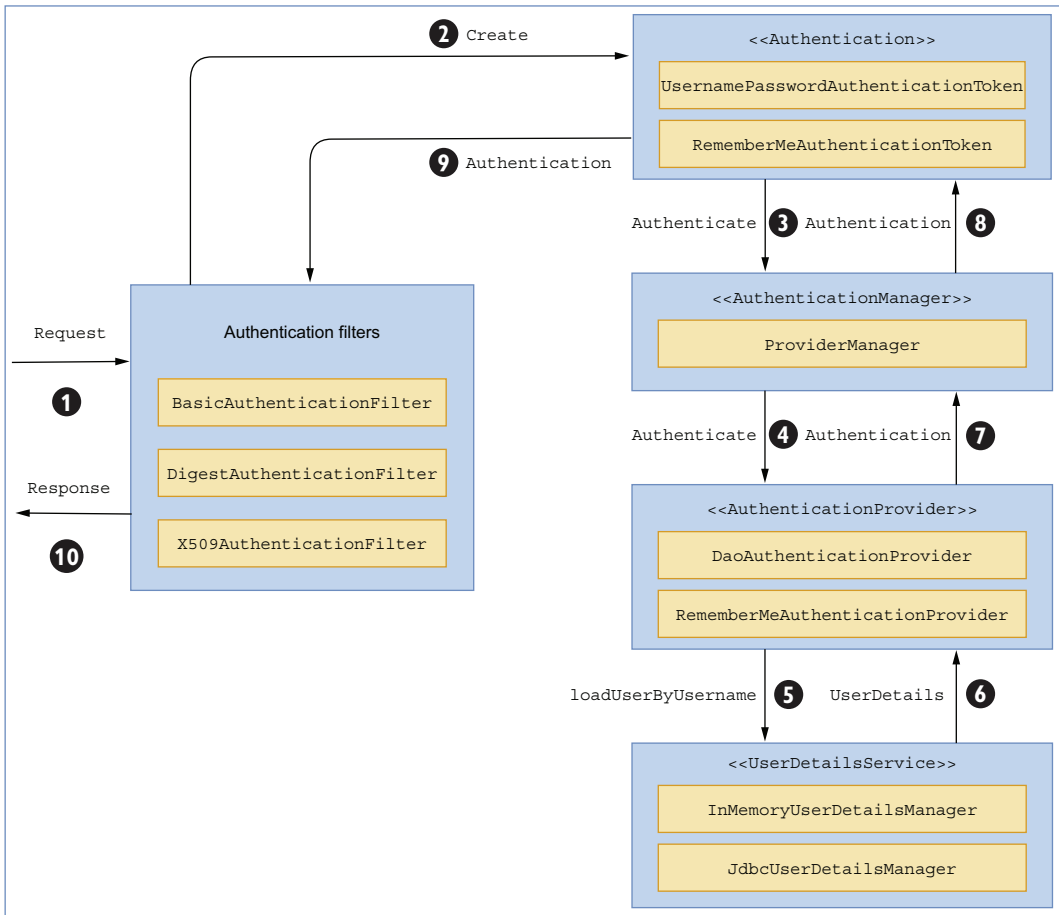 2 Create
<<Authentication>>
UsernamePasswordAuthenticationToken
RememberMeAuthenticationToken
9 Authentication
Authenticate 3 Authentication 8
<<AuthenticationManager>>
ProviderManager
Authentication filters
Request
1
BasicAuthenticationFilter
DigestAuthenticationFilter
X509AuthenticationFilter
Response
10
Authenticate 4 Authentication 7
<<AuthenticationProvider>>
DaoAuthenticationProvider
RememberMeAuthenticationProvider
loadUserByUsername 5 UserDetails 6
<<UserDetailsService>>
InMemoryUserDetailsManager
JdbcUserDetailsManager